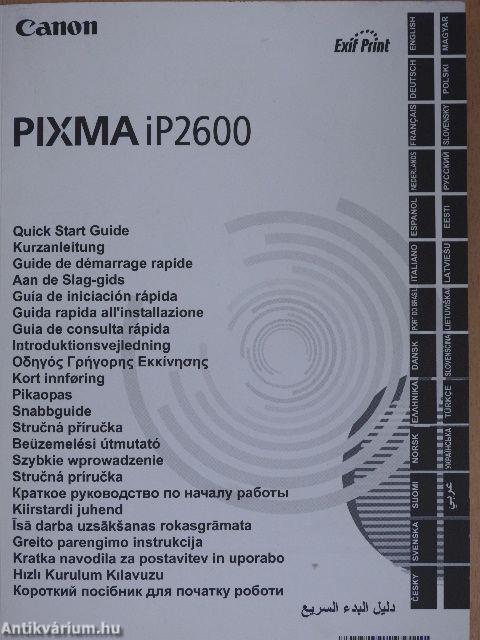 Canon
Exif Print
PIXMA iP2600
Quick Start Guide
Kurzanleitung
Guide de démarrage rapide
Aan de Slag-gids
Guía de iniciación rápida
Guida rapida all'installazione
Guia de consulta rápida
Introduktionsvejledning
Οδηγός Γρήγορης Εκκίνησης
Kort innføring
Pikaopas
Snabbguide
Stručná příručka
Beüzemelési útmutató
Szybkie wprowadzenie
Stručná príručka
Краткое руководство по началу работы
Kiirstardi juhend
Īsā darba uzsākšanas rokasgrāmata
Greito parengimo instrukcija
Kratka navodila za postavitev in uporabo
Hızlı Kurulum Kılavuzu
Короткий посібник для початку роботи
دليل البدء السريع
ENGLISH
DEUTSCH
FRANÇAIS
NEDERLANDS
ESPAÑOL
ITALIANO
PORT DO BRASIL
DANSK
ΕΛΛΗΝΙΚΑ
NORSK
SUOMI
SVENSKA
ČESKY
MAGYAR
POLSKI
SLOVENSKY
РУССКИЙ
EESTI
LATVIEŠU
LIETUVIŠKAI
SLOVENŠČINA
TÜRKÇE
УКРАЇНСЬКА
عربي
Antikvárium.hu